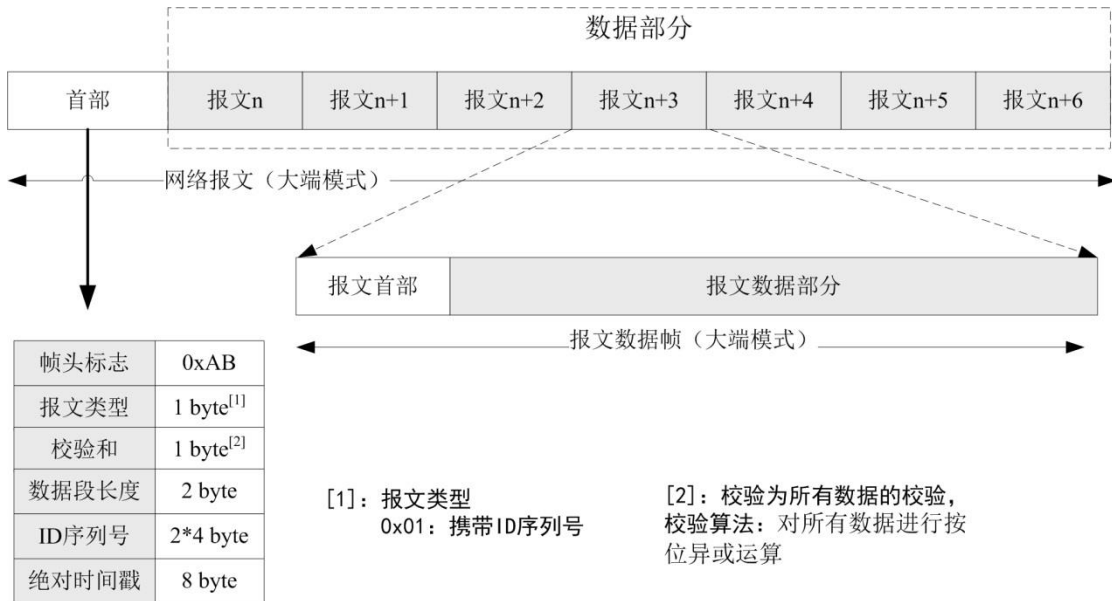 数据部分
首部 报文n 报文n+1 报文n+2 报文n+3 报文n+4 报文n+5 报文n+6
网络报文（大端模式）
报文首部 报文数据部分
报文数据帧（大端模式）
帧头标志 0xAB
报文类型 1 byte[1]
校验和 1 byte[2]
数据段长度 2 byte
ID序列号 2*4 byte
绝对时间戳 8 byte
[1]: 报文类型
0x01: 携带ID序列号
[2]: 校验为所有数据的校验，
校验算法：对所有数据进行按
位异或运算